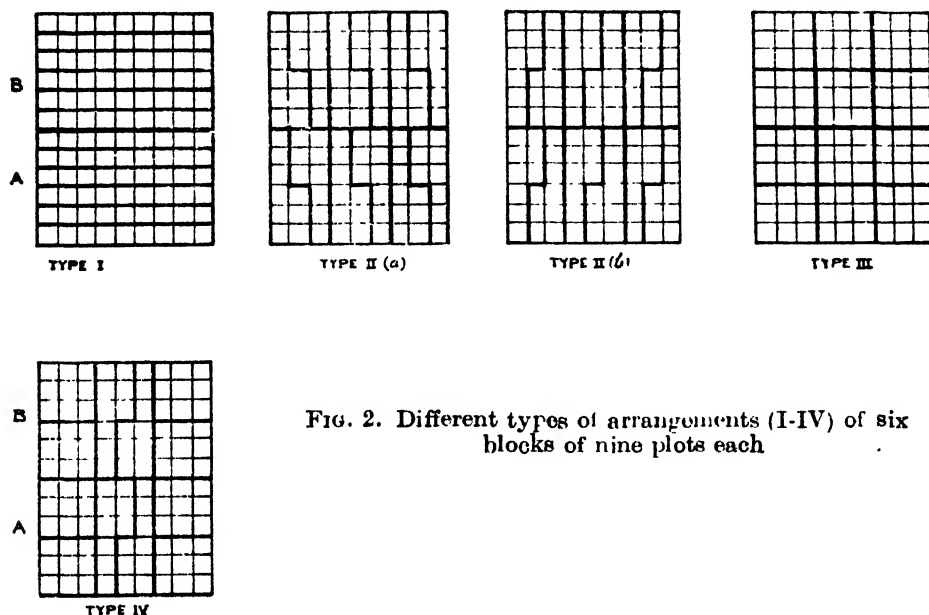 B
A
TYPE I
TYPE II (a)
TYPE II (b)
TYPE III
B
A
TYPE IV
FIG. 2. Different types of arrangements (I-IV) of six
blocks of nine plots each